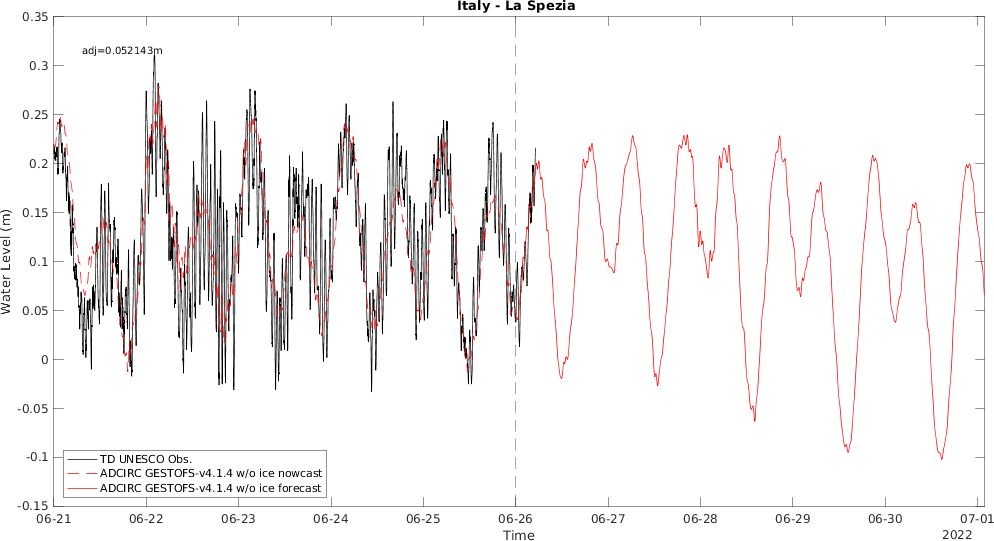 Italy - La Spezia
adj=0.052143m
0.35
0.3
0.25
0.2
0.15
0.1
0.05
0
-0.05
-0.1
-0.15
Water Level (m)
TD UNESCO Obs.
ADCIRC GESTOFS-v4.1.4 w/o ice nowcast
ADCIRC GESTOFS-v4.1.4 w/o ice forecast
06-21 06-22 06-23 06-24 06-25 06-26 06-27 06-28 06-29 06-30 07-01
Time
2022